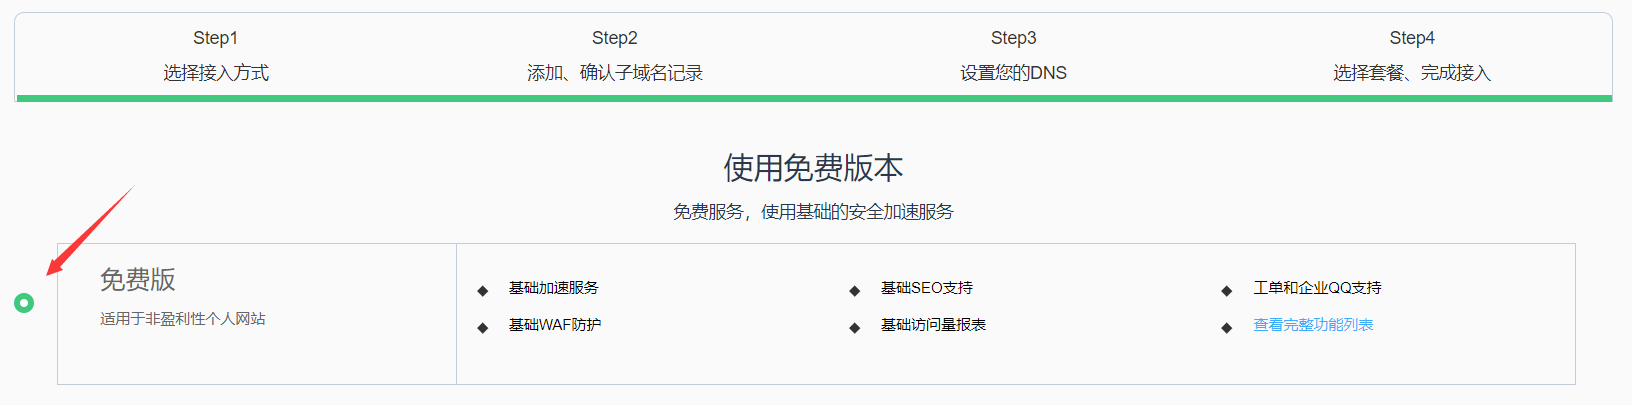 Step1
Step2
Step3
Step4
选择接入方式
添加、确认子域名记录
设置您的DNS
选择套餐、完成接入
使用免费版本
免费服务，使用基础的安全加速服务
免费版
适用于非盈利性个人网站
基础加速服务
基础SEO支持
工单和企业QQ支持
基础WAF防护
基础访问量报表
查看完整功能列表